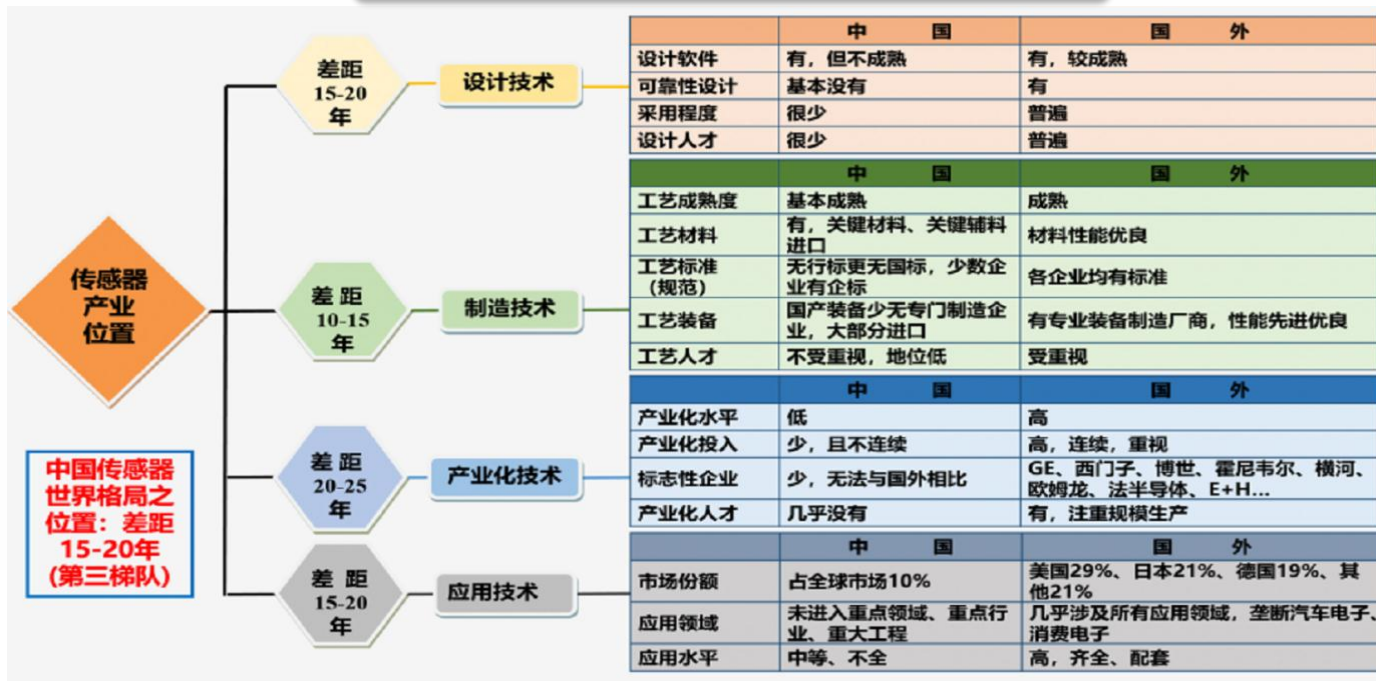 传感器
产业
位置
中国传感器
世界格局之
位置：差距
15-20年
(第三梯队)
差距
15-20
年
设计技术
中 国 国 外
设计软件 有，但不成熟 有，较成熟
可靠性设计 基本没有 有
采用程度 很少 普遍
设计人才 很少 普遍
差 距
10-15
年
制造技术
中 国 国 外
工艺成熟度 基本成熟 成熟
工艺材料 有，关键材料、关键辅料
进口 材料性能优良
工艺标准
（规范） 无行标更无国标，少数企
业有企标 各企业均有标准
工艺装备 国产装备少无专门制造企
业，大部分进口 有专业装备制造厂商，性能先进优良
工艺人才 不受重视，地位低 受重视
差 距
20-25
年
产业化技术
中 国 国 外
产业化水平 低 高
产业化投入 少，且不连续 高，连续，重视
标志性企业 少，无法与国外相比 GE、西门子、博世、霍尼韦尔、横河、
欧姆龙、法半导体、E+H...
产业化人才 几乎没有 有，注重规模生产
差 距
15-20
年
应用技术
中 国 国 外
市场份额 占全球市场10% 美国29%、日本21%、德国19%、其
他21%
应用领域 未进入重点领域、重点行
业、重大工程 几乎涉及所有应用领域，垄断汽车电子、
消费电子
应用水平 中等、不全 高，齐全、配套